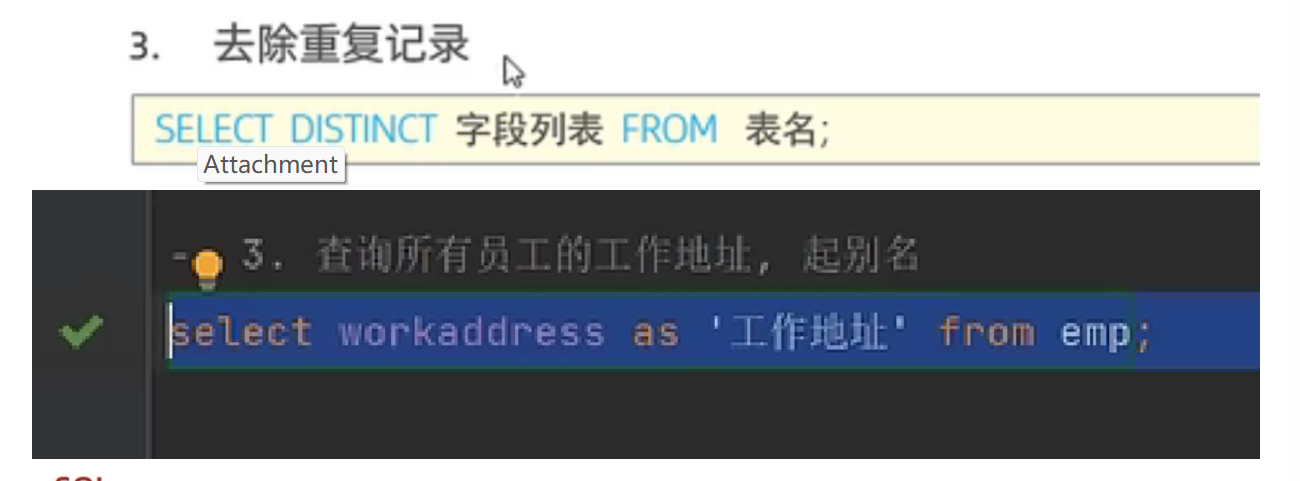 3. 去除重复记录
SELECT DISTINCT 字段列表 FROM 表名;
Attachment
- 3. 查询所有员工的工作地址, 起别名
select workaddress as '工作地址' from emp;